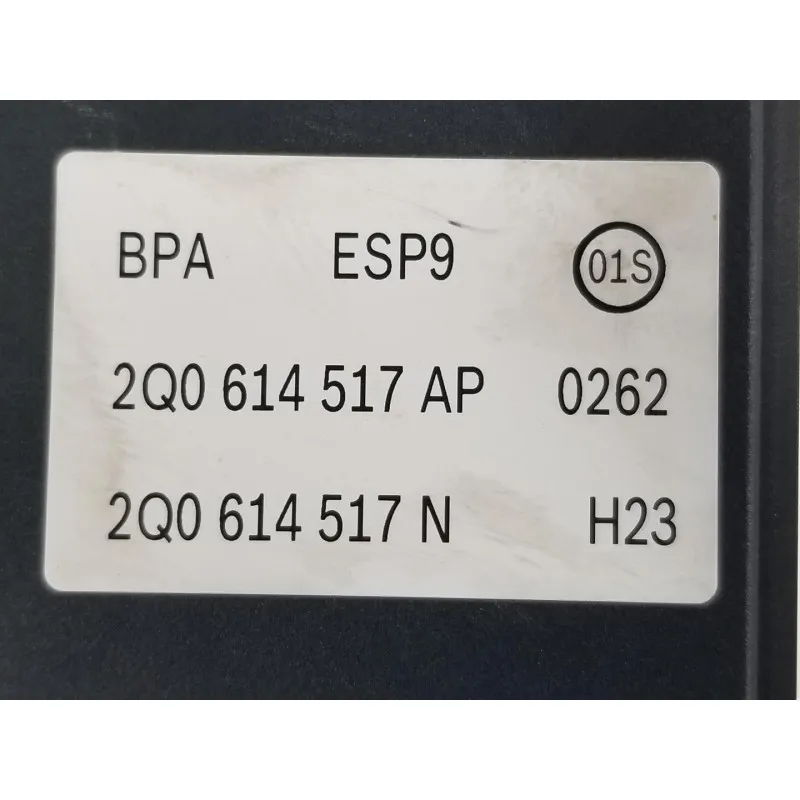 BPA ESP9 01S
2Q0 614 517 AP 0262
2Q0 614 517 N H23